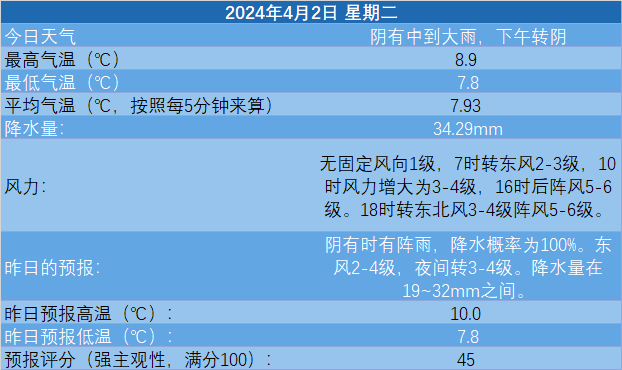 2024年4月2日 星期二
今日天气 阴有中到大雨，下午转阴
最高气温（℃） 8.9
最低气温（℃） 7.8
平均气温（℃，按照每5分钟来算） 7.93
降水量： 34.29mm
风力： 无固定风向1级，7时转东风2-3级，10
时风力增大为3-4级，16时后阵风5-6
级。18时转东北风3-4级阵风5-6级。
昨日的预报： 阴有时有阵雨，降水概率为100%。东
风2-4级，夜间转3-4级。降水量在
19~32mm之间。
昨日预报高温（℃）： 10.0
昨日预报低温（℃）： 7.8
预报评分（强主观性，满分100）： 45